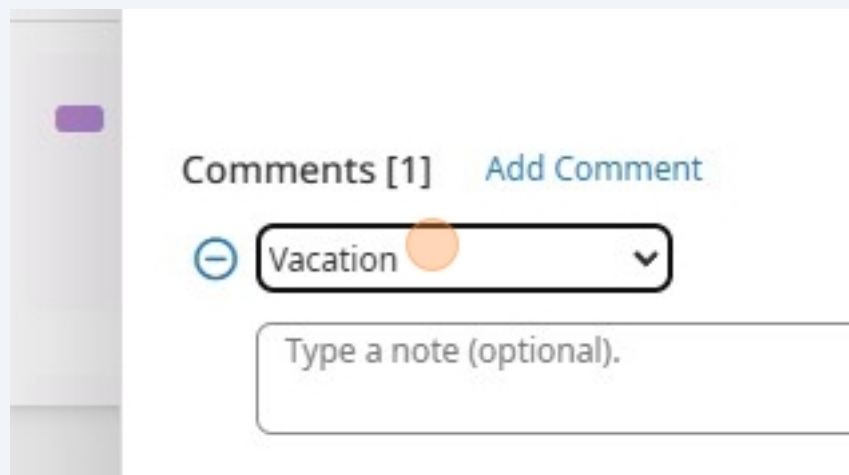 Comments [1] Add Comment
Vacation
Type a note (optional).